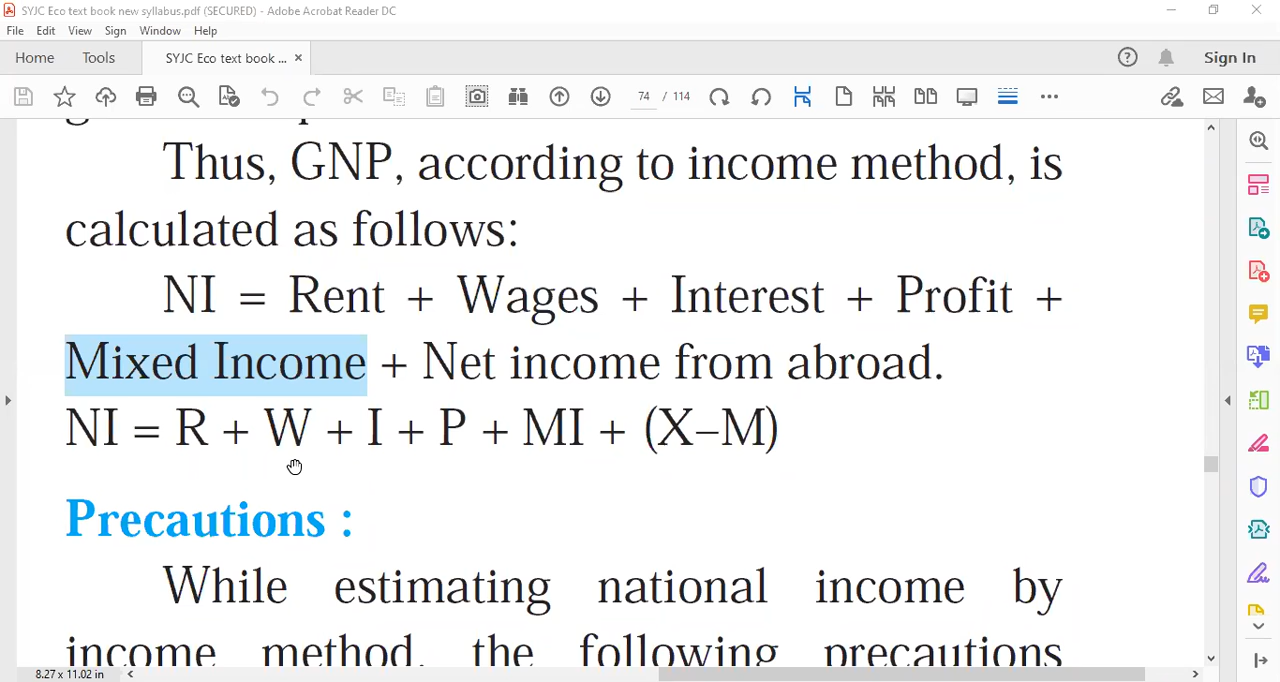 SYJC Eco text book new syllabus.pdf (SECURED) - Adobe Acrobat Reader DC
File Edit View Sign Window Help
Home Tools SYJC Eco text book ... × Sign In
74 / 114
Thus, GNP, according to income method, is
calculated as follows:
NI = Rent + Wages + Interest + Profit +
Mixed Income + Net income from abroad.
NI = R + W + I + P + MI + (X–M)
Precautions :
While estimating national income by
income method, the following precautions
8.27 x 11.02 in